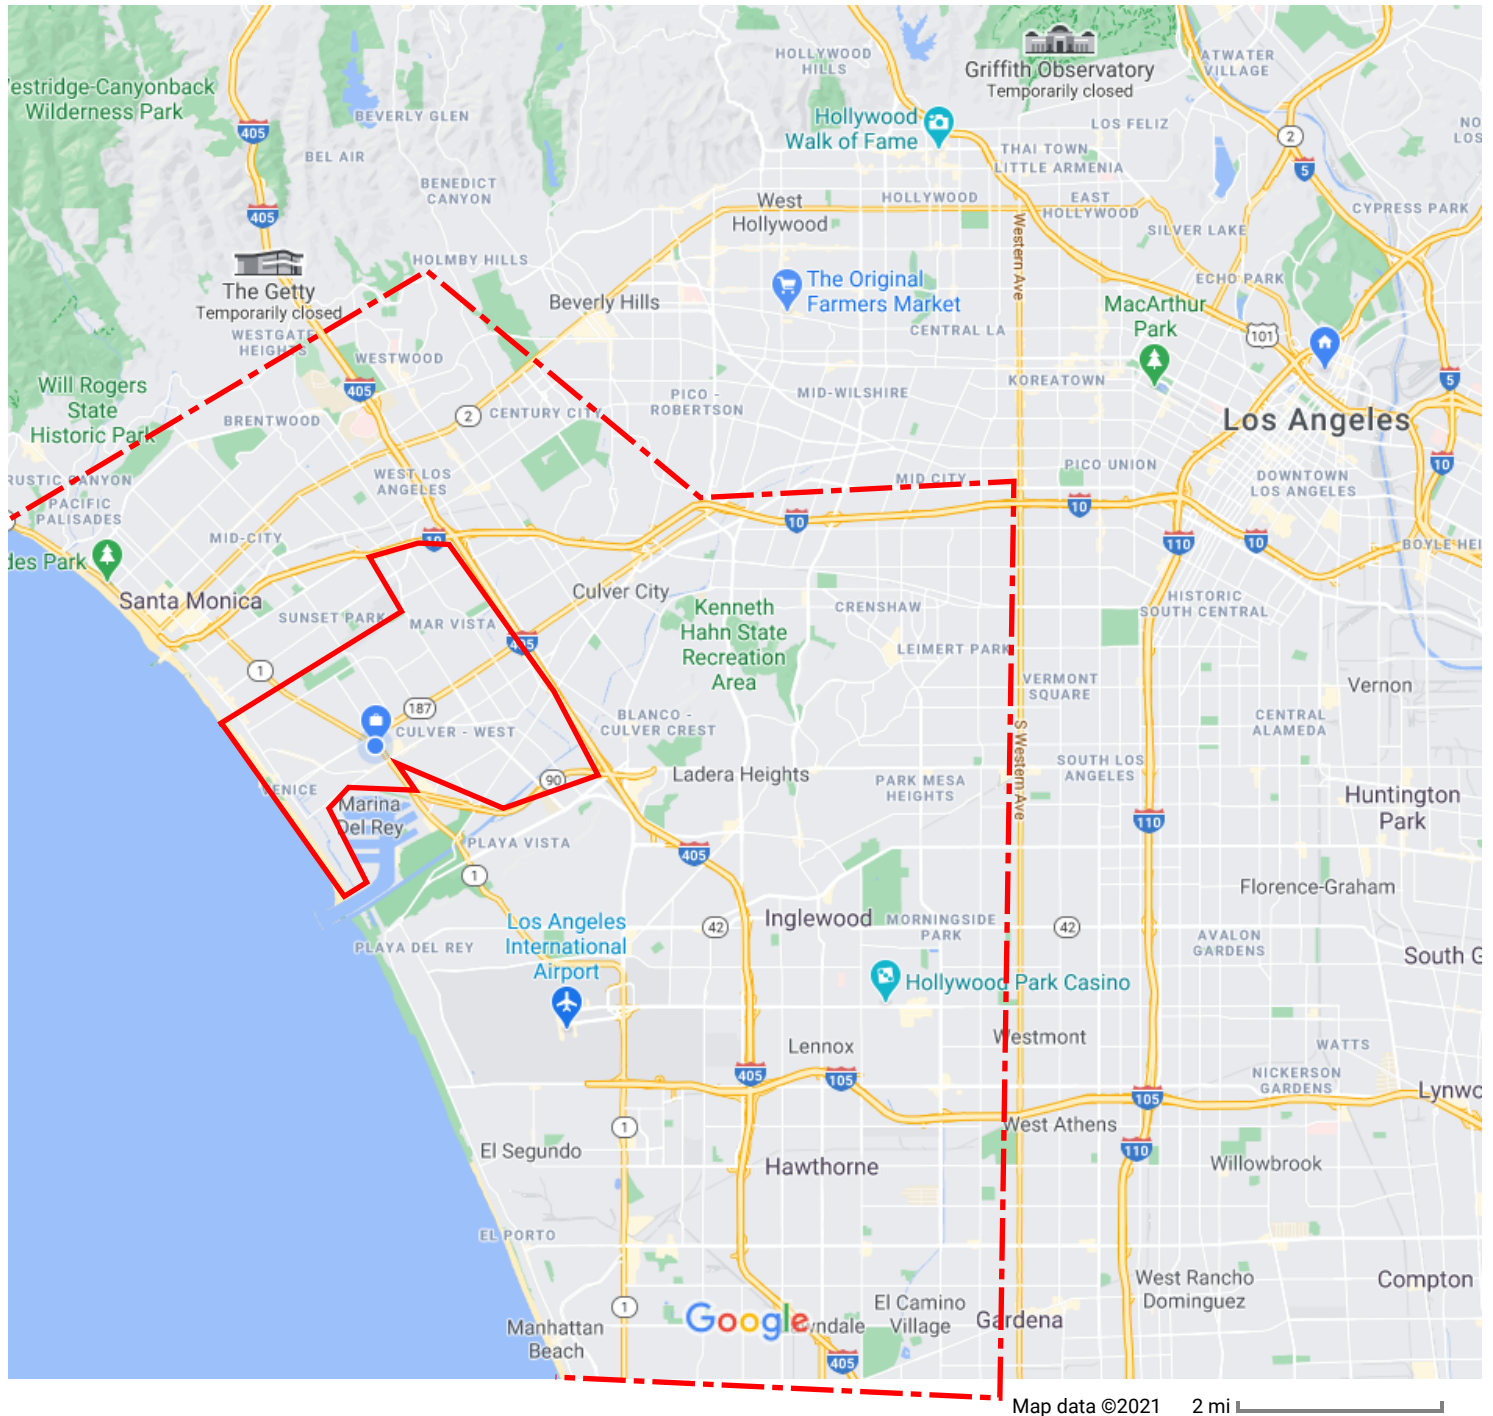 HOLLYWOOD
HILLS
Griffith Observatory
Temporarily closed
ATWATER
VILLAGE
estridge-Canyonback
Wilderness Park
BEVERLY GLEN
405
Hollywood
Walk of Fame
LOS FELIZ
2
NO
LOS
BEL AIR
THAI TOWN
LITTLE ARMENIA
5
BENEDICT
CANYON
405
West
Hollywood
HOLLYWOOD
EAST
HOLLYWOOD
CYPRESS PARK
SILVER LAKE
Western Ave
HOLMBY HILLS
The Getty
Temporarily closed
Beverly Hills
The Original
Farmers Market
ECHO PARK
MacArthur
Park
WESTGATE
HEIGHTS
WESTWOOD
CENTRAL LA
101
Will Rogers
State
Historic Park
405
KOREATOWN
5
PICO -
ROBERTSON
MID-WILSHIRE
BRENTWOOD
2
CENTURY CITY
Los Angeles
RUSTIC CANYON
WEST LOS
ANGELES
MID CITY
PICO UNION
10
DOWNTOWN
LOS ANGELES
PACIFIC
PALISADES
MID-CITY
10
10
10
110
10
BOYLE HEI
des Park
Santa Monica
Culver City
Kenneth
Hahn State
Recreation
Area
CRENSHAW
HISTORIC
SOUTH CENTRAL
SUNSET PARK
MAR VISTA
405
LEIMERT PARK
1
VERMONT
SQUARE
Vernon
187
CULVER - WEST
BLANCO -
CULVER CREST
CENTRAL
ALAMEDA
S Western Ave
90
Ladera Heights
SOUTH LOS
ANGELES
PARK MESA
HEIGHTS
VENICE
Marina
Del Rey
Huntington
Park
110
PLAYA VISTA
405
1
Florence-Graham
Los Angeles
International
Airport
42
Inglewood
MORNINGSIDE
PARK
42
AVALON
GARDENS
PLAYA DEL REY
South G
Hollywood Park Casino
Westmont
Lennox
WATTS
405
105
NICKERSON
GARDENS
105
Lynwo
1
West Athens
El Segundo
110
Hawthorne
Willowbrook
EL PORTO
West Rancho
Dominguez
Compton
1
El Camino
Village
Gardena
Google
wndale
Manhattan
Beach
405
Map data ©2021 2 mi